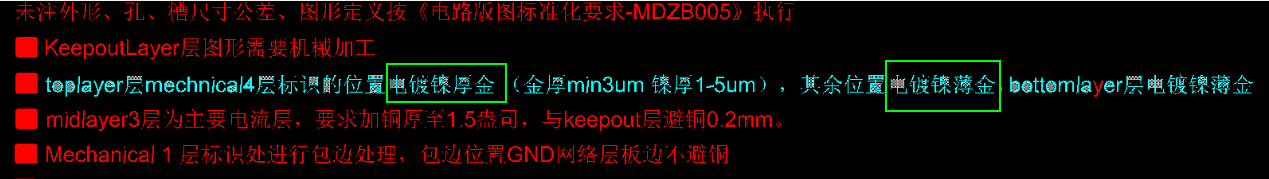 未注外形、孔、槽尺寸公差、图形定义按《电路版图标准化要求-MDZB005》执行
KeepoutLayer层图形需要机械加工
toplayer层mechnical4层标识的位置电镀镍厚金（金厚min3um 镍厚1-5um），其余位置电镀镍薄金 bottomlayer层电镀镍薄金
midlayer3层为主要电流层，要求加铜厚至1.5盎司，与keepout层避铜0.2mm。
Mechanical 1 层标识处进行包边处理，包边位置GND网络层板边不避铜